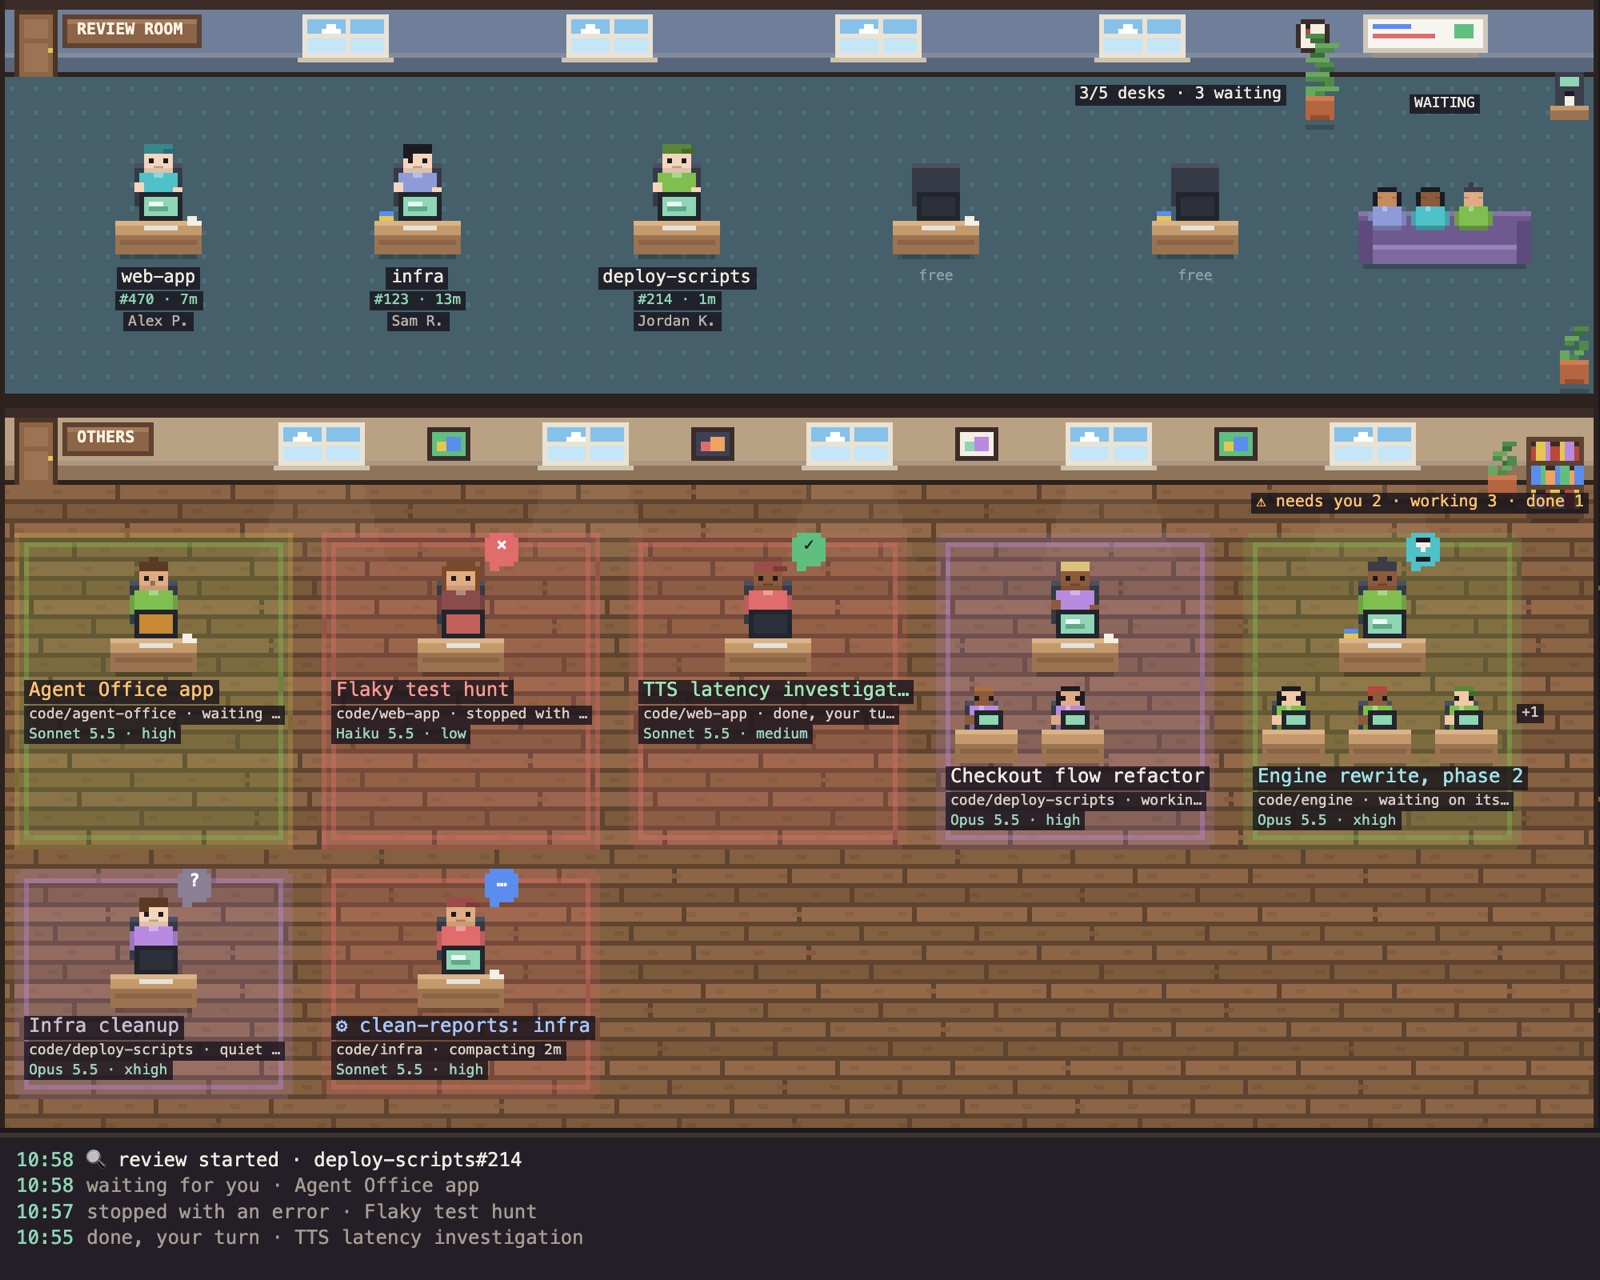 REVIEW ROOM
3/5 desks · 3 waiting
WAITING
web-app
#470 · 7m
Alex P.
infra
#123 · 13m
Sam R.
deploy-scripts
#214 · 1m
Jordan K.
free
free
OTHERS
⚠ needs you 2 · working 3 · done 1
Agent Office app
code/agent-office · waiting …
Sonnet 5.5 · high
Flaky test hunt
code/web-app · stopped with …
Haiku 5.5 · low
TTS latency investigat…
code/web-app · done, your tu…
Sonnet 5.5 · medium
Checkout flow refactor
code/deploy-scripts · workin…
Opus 5.5 · high
+1
Engine rewrite, phase 2
code/engine · waiting on its…
Opus 5.5 · xhigh
?
Infra cleanup
code/deploy-scripts · quiet …
Opus 5.5 · xhigh
⚙ clean-reports: infra
code/infra · compacting 2m
Sonnet 5.5 · high
10:58 🔍 review started · deploy-scripts#214
10:58 waiting for you · Agent Office app
10:57 stopped with an error · Flaky test hunt
10:55 done, your turn · TTS latency investigation